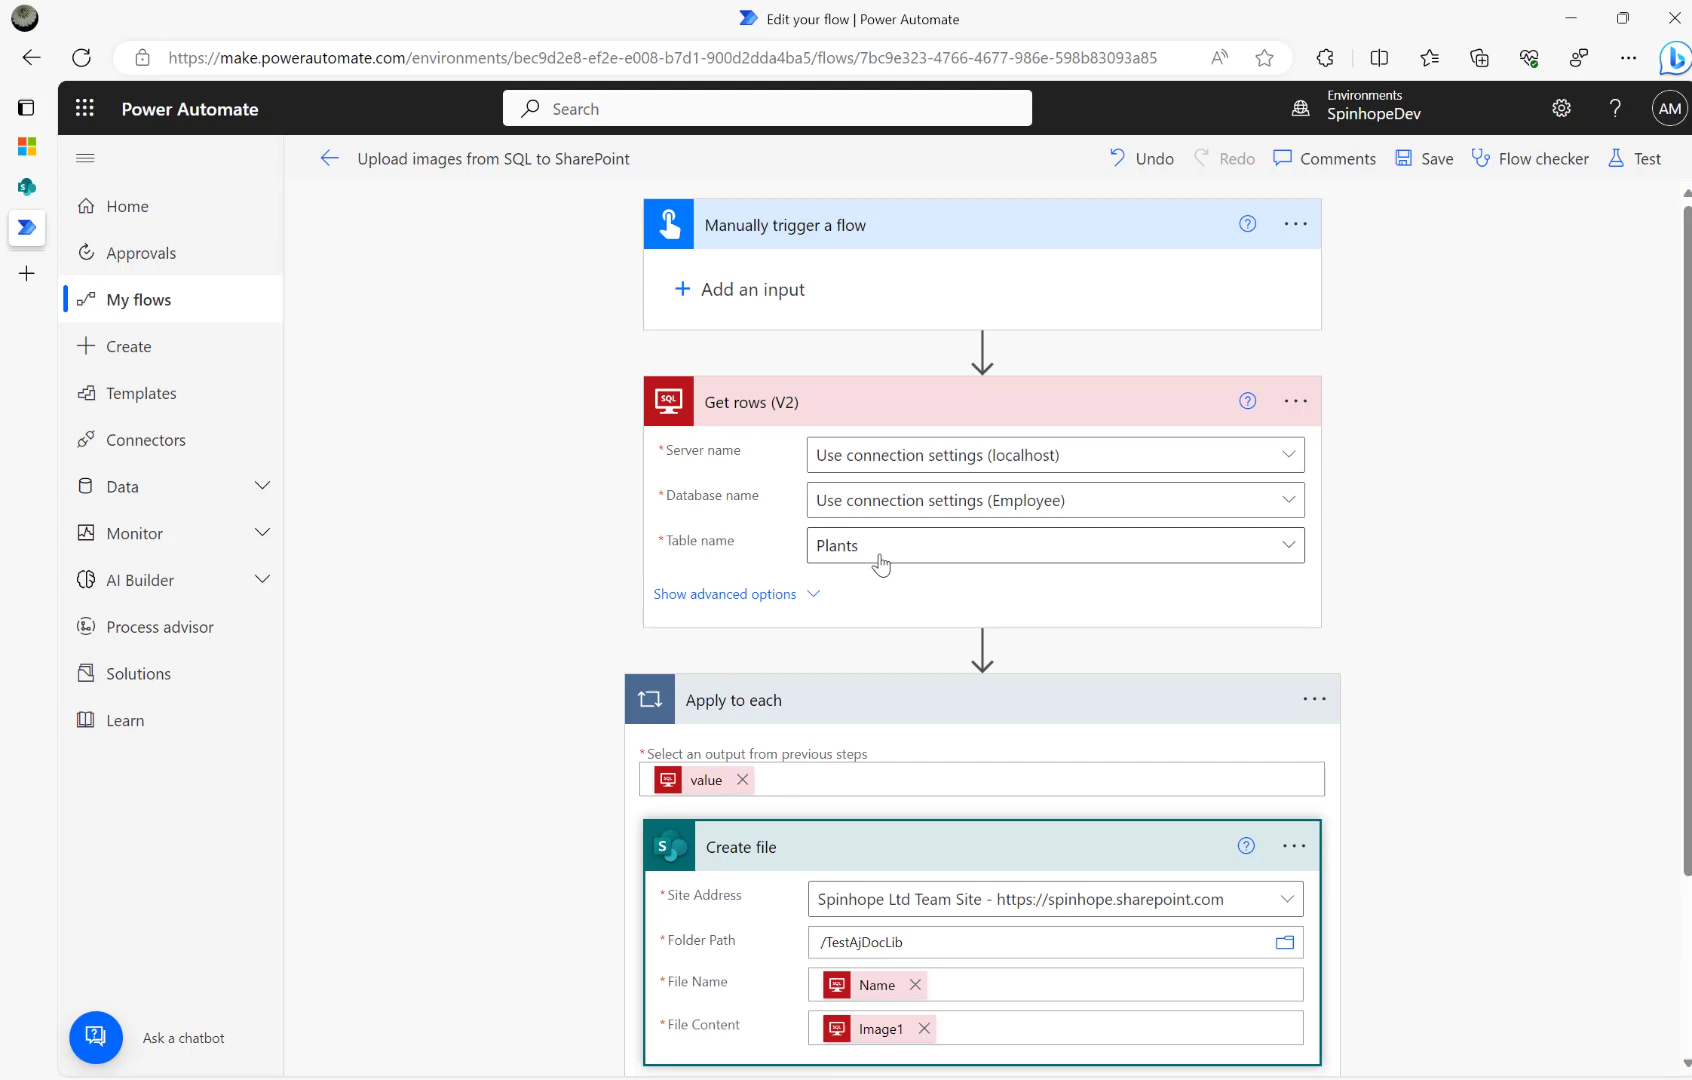 Edit your flow | Power Automate
https://make.powerautomate.com/environments/bec9d2e8-ef2e-e008-b7d1-900d2dda4ba5/flows/7bc9e323-4766-4677-986e-598b83093a85
Power Automate
Search
Environments
SpinhopeDev
?
AM
Upload images from SQL to SharePoint
Undo
Redo
Comments
Save
Flow checker
Test
Home
Approvals
My flows
Create
Templates
Connectors
Data
Monitor
AI Builder
Process advisor
Solutions
Learn
Ask a chatbot
Manually trigger a flow
?
Add an input
SQL
Get rows (V2)
?
* Server name
Use connection settings (localhost)
* Database name
Use connection settings (Employee)
* Table name
Plants
Show advanced options
Apply to each
* Select an output from previous steps
value
S
Create file
?
* Site Address
Spinhope Ltd Team Site - https://spinhope.sharepoint.com
* Folder Path
/TestAjDocLib
* File Name
Name
* File Content
Image1